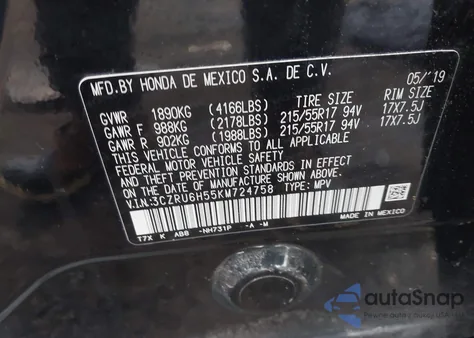 MFD.BY HONDA DE MEXICO S.A. DE C.V. 05/'19
GVWR 1890KG (4166LBS) TIRE SIZE RIM SIZE
GAWR F 988KG (2178LBS) 215/55R17 94V 17X7.5J
GAWR R 902KG (1988LBS) 215/55R17 94V 17X7.5J
THIS VEHICLE CONFORMS TO ALL APPLICABLE
FEDERAL MOTOR VEHICLE SAFETY
AND THEFT PREVENTION STANDARDS IN EFFECT
ON THE DATE OF MANUFACTURE SHOWN ABOVE.
V.I.N:3CZRU6H55KM724758 TYPE: MPV
T7X K ABB -NH731P -A -M
MADE IN MEXICO
autoSnap